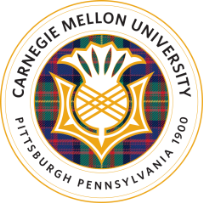 CARNEGIE MELLON UNIVERSITY
PITTSBURGH PENNSYLVANIA 1900